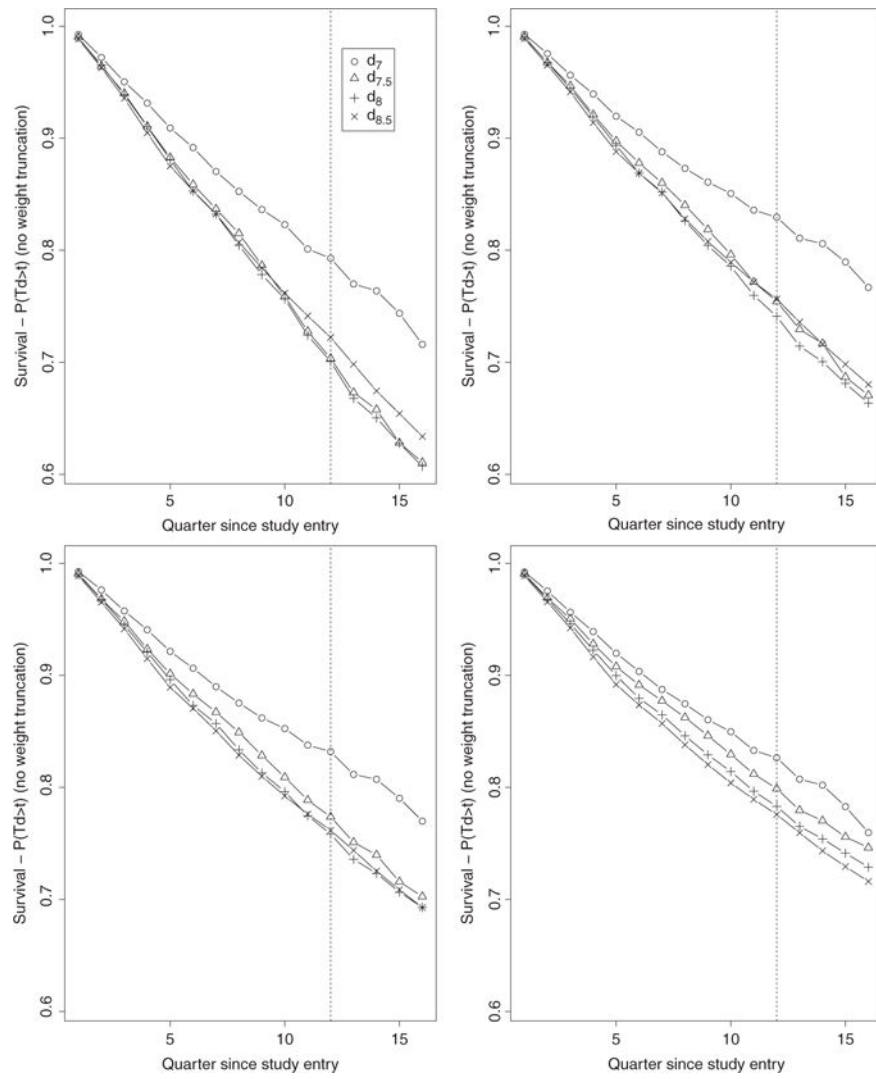 Survival – P(Td>t) (no weight truncation)
1.0
0.9
0.8
0.7
0.6
d7
d7.5
d8
d8.5
5
10
15
Quarter since study entry
Survival – P(Td>t) (no weight truncation)
1.0
0.9
0.8
0.7
0.6
5
10
15
Quarter since study entry
Survival – P(Td>t) (no weight truncation)
1.0
0.9
0.8
0.7
0.6
5
10
15
Quarter since study entry
Survival – P(Td>t) (no weight truncation)
1.0
0.9
0.8
0.7
0.6
5
10
15
Quarter since study entry